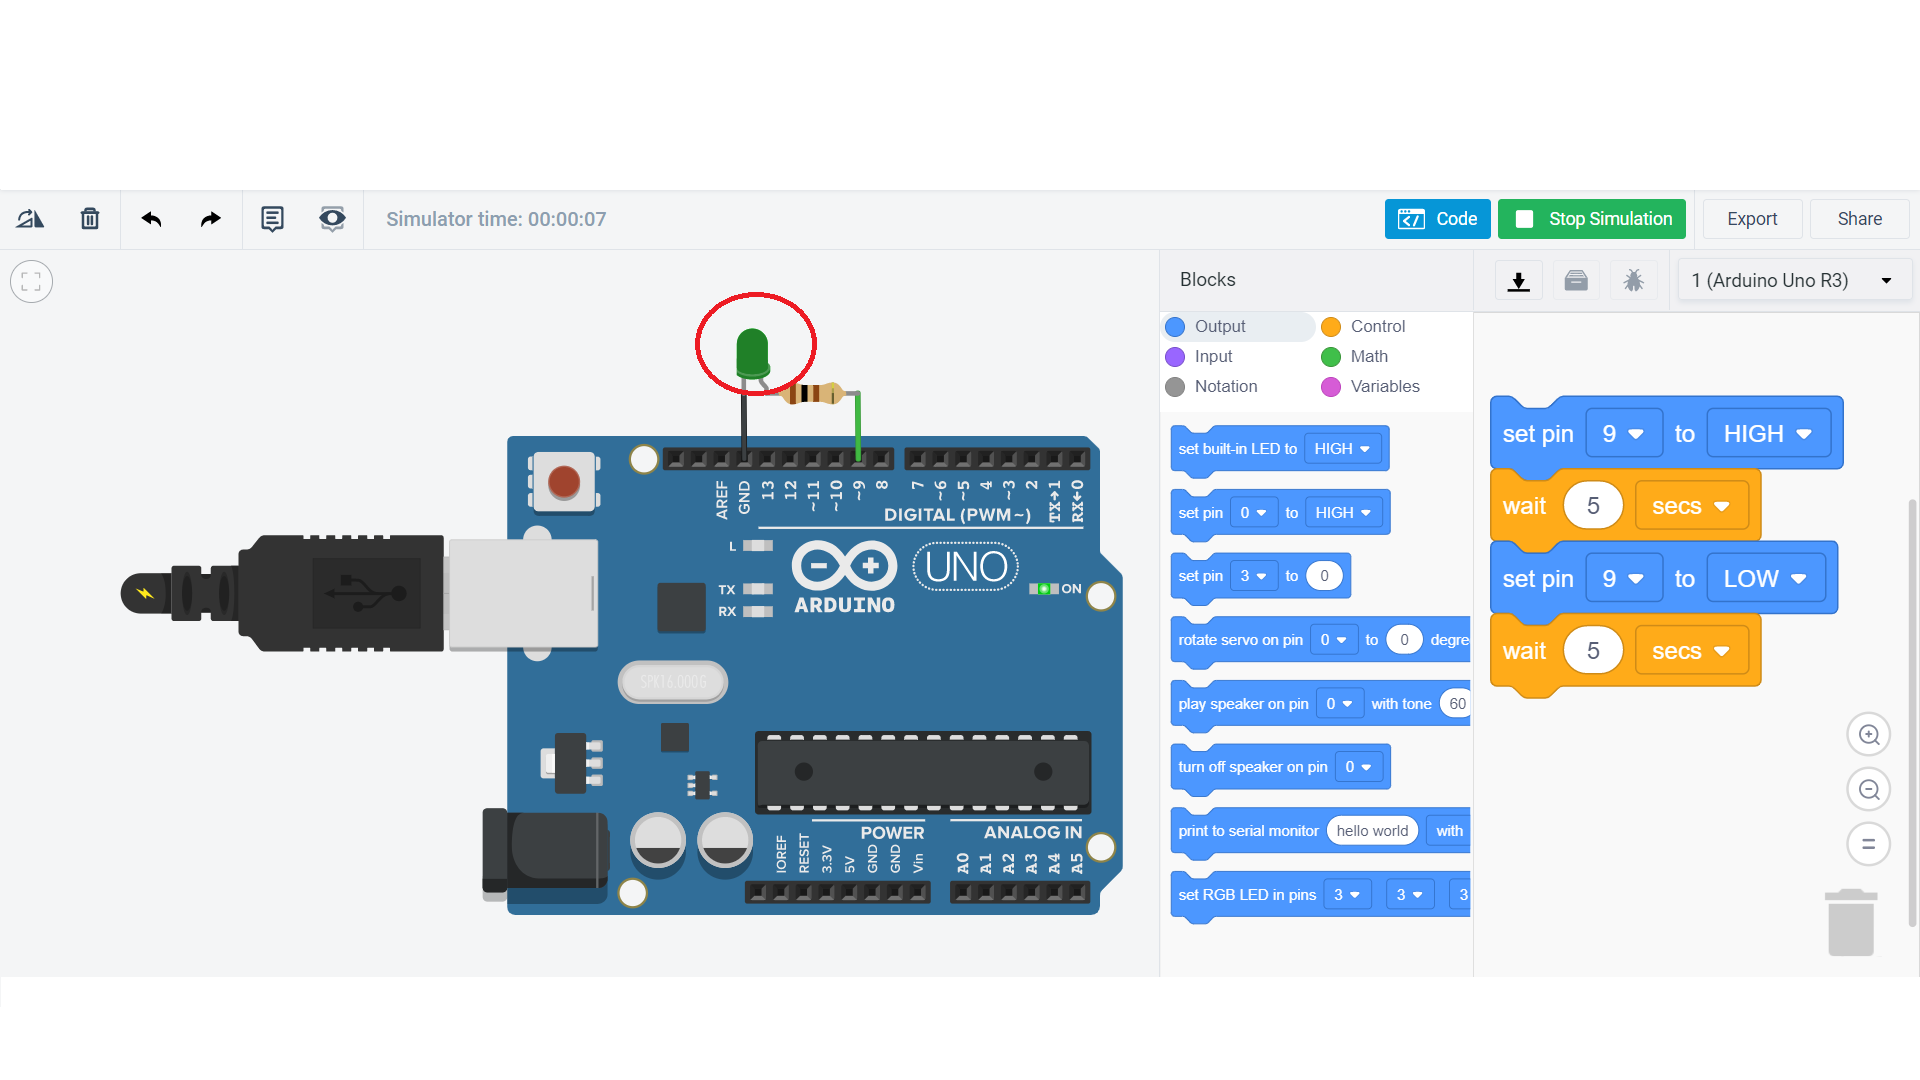 Simulator time: 00:00:07
Code
Stop Simulation
Export
Share
Blocks
1 (Arduino Uno R3)
Output
Control
Input
Math
Notation
Variables
set built-in LED to HIGH
set pin 0 to HIGH
set pin 3 to 0
rotate servo on pin 0 to 0 degre
play speaker on pin 0 with tone 60
turn off speaker on pin 0
print to serial monitor hello world with
set RGB LED in pins 3 3 3
set pin 9 to HIGH
wait 5 secs
set pin 9 to LOW
wait 5 secs
AREF
GND
13
12
~11
~10
~9
8
7
~6
~5
4
~3
2
TX→1
RX←0
DIGITAL (PWM~)
L
TX
RX
ARDUINO
UNO
ON
SPK16.000G
POWER
ANALOG IN
IOREF
RESET
3.3V
5V
GND
GND
Vin
A0
A1
A2
A3
A4
A5